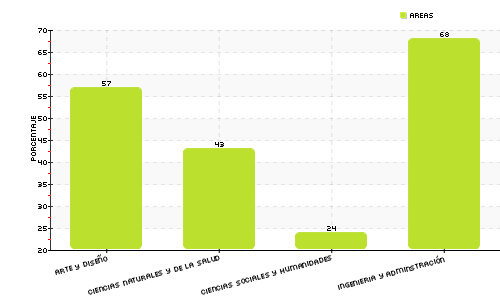 AREAS
PORCENTAJE
70
65
60
55
50
45
40
35
30
25
20
57
43
24
68
ARTE Y DISEÑO
CIENCIAS NATURALES Y DE LA SALUD
CIENCIAS SOCIALES Y HUMANIDADES
INGENIERIA Y ADMINSTRACIÓN